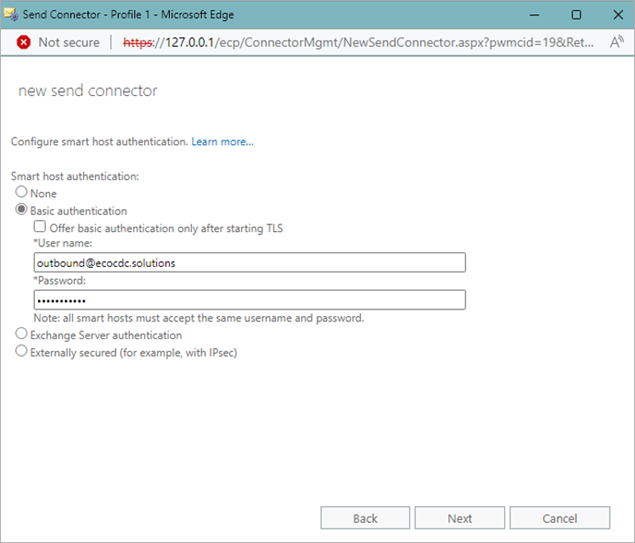 Send Connector - Profile 1 - Microsoft Edge
Not secure https://127.0.0.1/ecp/ConnectorMgmt/NewSendConnector.aspx?pwmcid=19&Ret... A
new send connector
Configure smart host authentication. Learn more...
Smart host authentication:
None
Basic authentication
Offer basic authentication only after starting TLS
*User name:
outbound@ecocdc.solutions
*Password:
•••••••••••
Note: all smart hosts must accept the same username and password.
Exchange Server authentication
Externally secured (for example, with IPsec)
Back Next Cancel